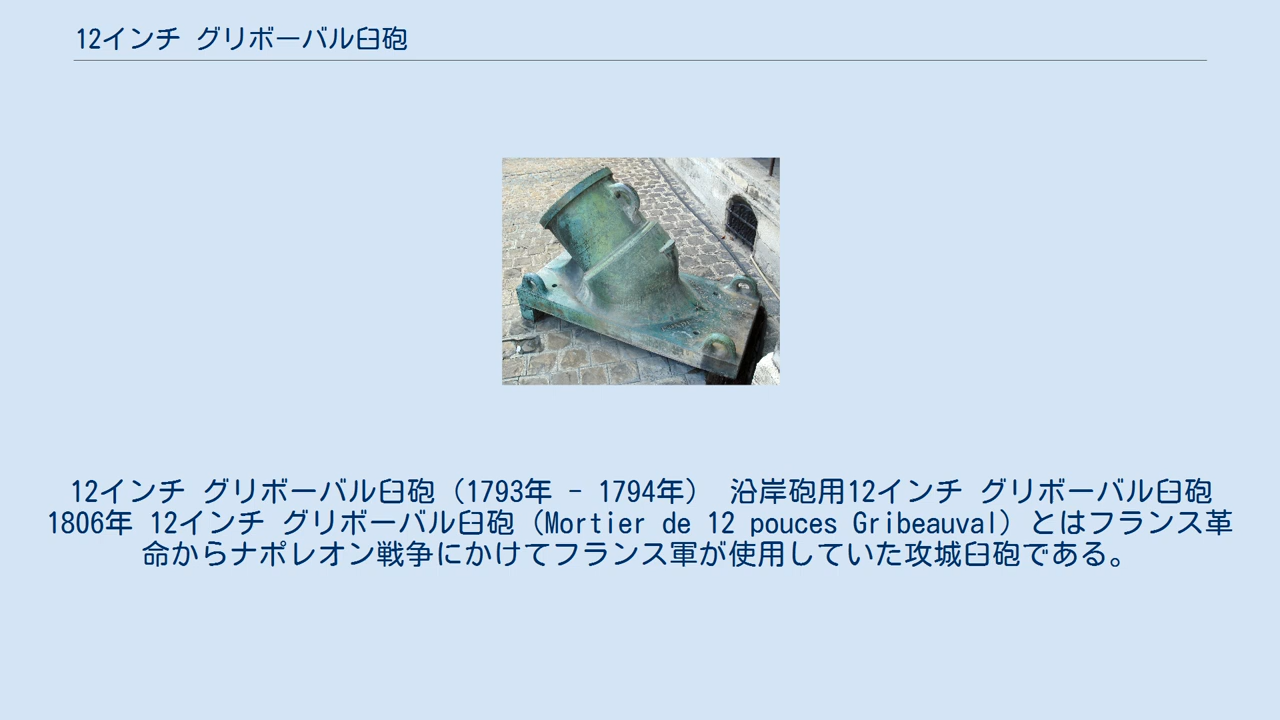 12インチ グリボーバル臼砲
12インチ グリボーバル臼砲（1793年 - 1794年） 沿岸砲用12インチ グリボーバル臼砲
1806年 12インチ グリボーバル臼砲（Mortier de 12 pouces Gribeauval）とはフランス革
命からナポレオン戦争にかけてフランス軍が使用していた攻城臼砲である。